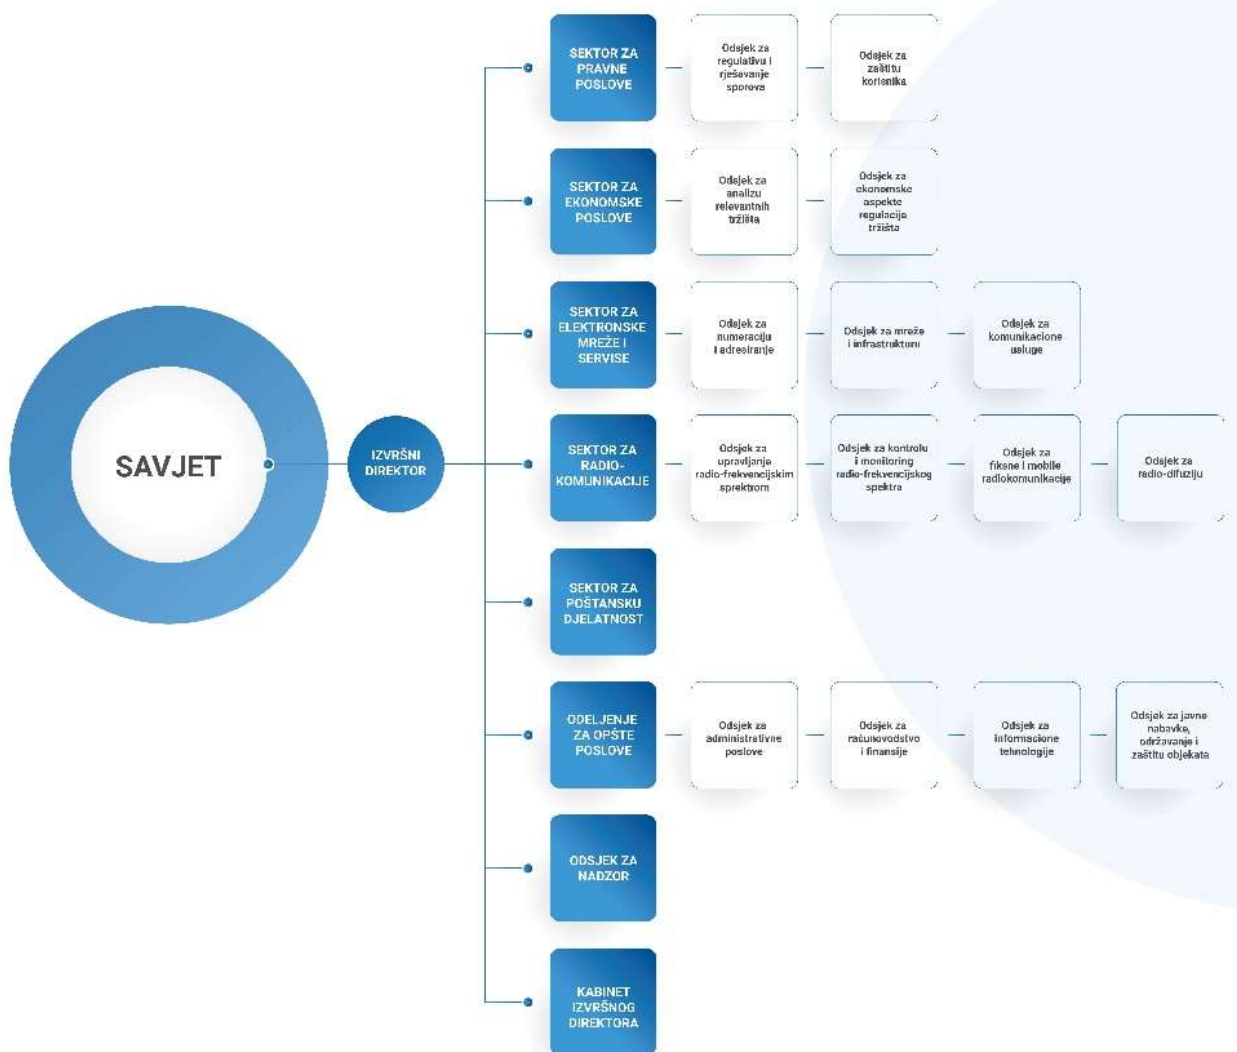 SAVJET
IZVRŠNI
DIREKTOR
SEKTOR ZA
PRAVNE
POSLOVE
Odsjek za
regulativu i
rješavanje
sporova
Odsjek za
zaštitu
korisnika
SEKTOR ZA
EKONOMSKE
POSLOVE
Odsjek za
analizu
relevantnih
tržišta
Odsjek za
ekonomske
aspekte
regulacija
tržišta
SEKTOR ZA
ELEKTRONSKE
MREŽE I
SERVISE
Odsjek za
numeraciju
i adresiranje
Odsjek za mreže
i infrastrukturu
Odsjek za
komunikacione
usluge
SEKTOR ZA
RADIO-
KOMUNIKACIJE
Odsjek za
upravljanje
radio-frekvencijskim
spektrom
Odsjek za kontrolu
i monitoring
radio-frekvencijskog
spektra
Odsjek za
fiksne i mobile
radiokomunikacije
Odsjek za
radio-difuziju
SEKTOR ZA
POŠTANSKU
DJELATNOST
ODELJENJE
ZA OPŠTE
POSLOVE
Odsjek za
administrativne
poslove
Odsjek za
računovodstvo
i finansije
Odsjek za
informacione
tehnologije
Odsjek za javne
nabavke,
održavanje i
zaštitu objekata
ODSJEK ZA
NADZOR
KABINET
IZVRŠNOG
DIREKTORA